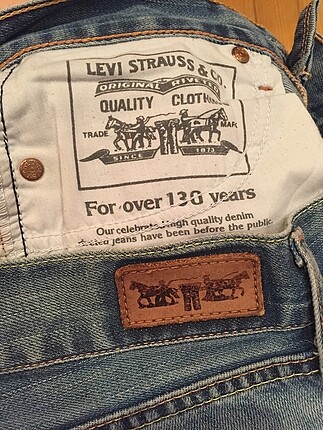 LEVI STRAUSS & CO.
ORIGINAL RIVETED
QUALITY CLOTHING
TRADE MARK
SINCE 1873
For over 130 years
Our celebrated high quality denim
jeans have been before the public